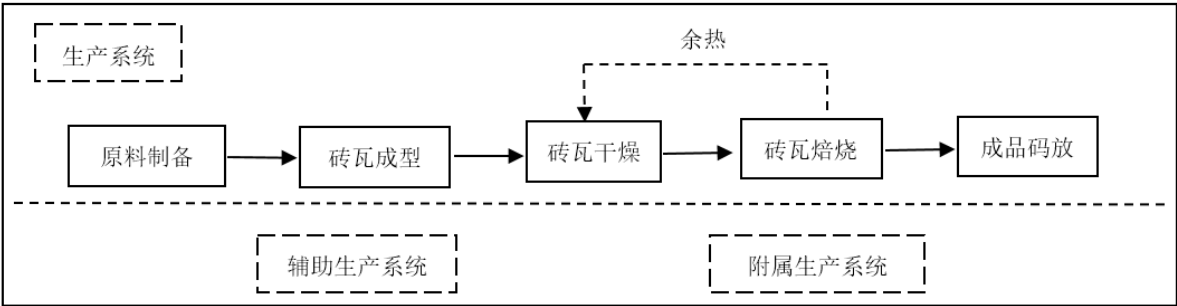 余热
生产系统
原料制备
砖瓦成型
砖瓦干燥
砖瓦焙烧
成品码放
辅助生产系统
附属生产系统